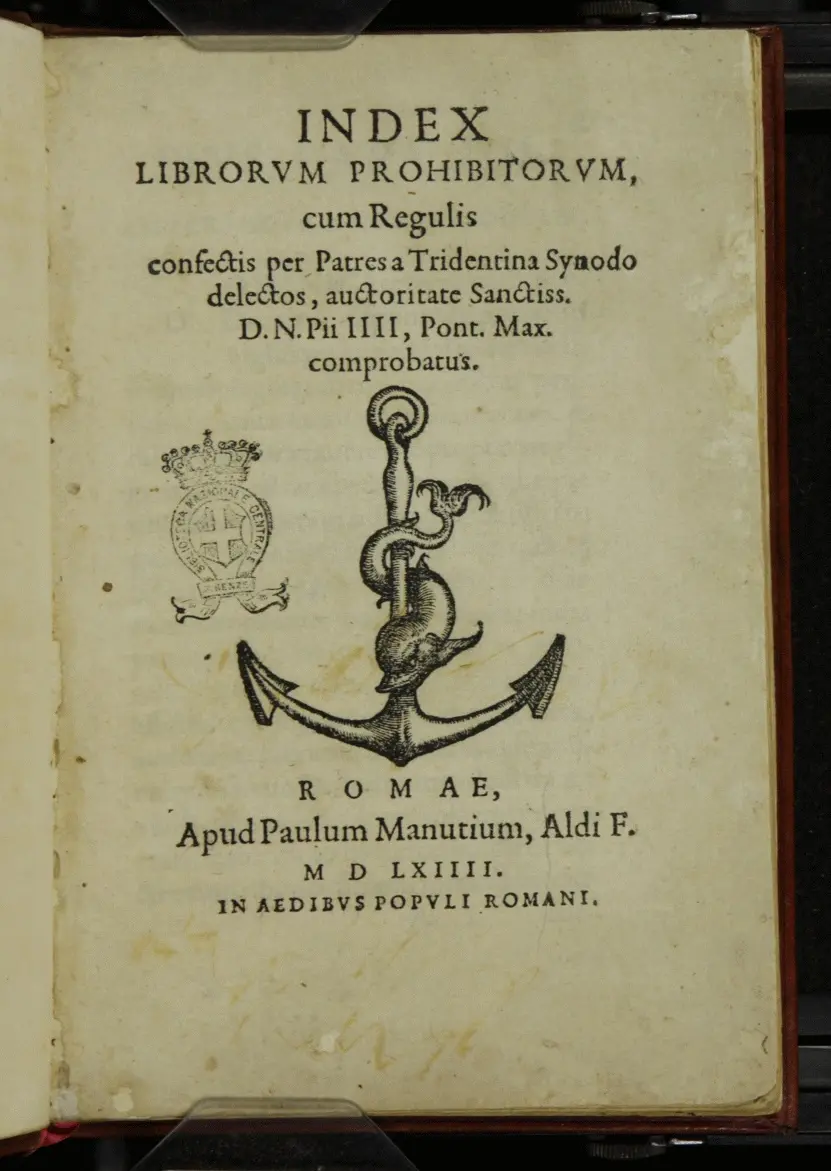 INDEX
LIBRORVM PROHIBITORVM,
cum Regulis
confectis per Patres a Tridentina Synodo
delectos, auctoritate Sanctiss.
D. N. Pii IIII, Pont. Max.
comprobatus.
BIBLIOTECA NAZIONALE CENTRALE
FIRENZE
ROMAE,
Apud Paulum Manutium, Aldi F.
M D LXIIII.
IN AEDIBVS POPVLI ROMANI.